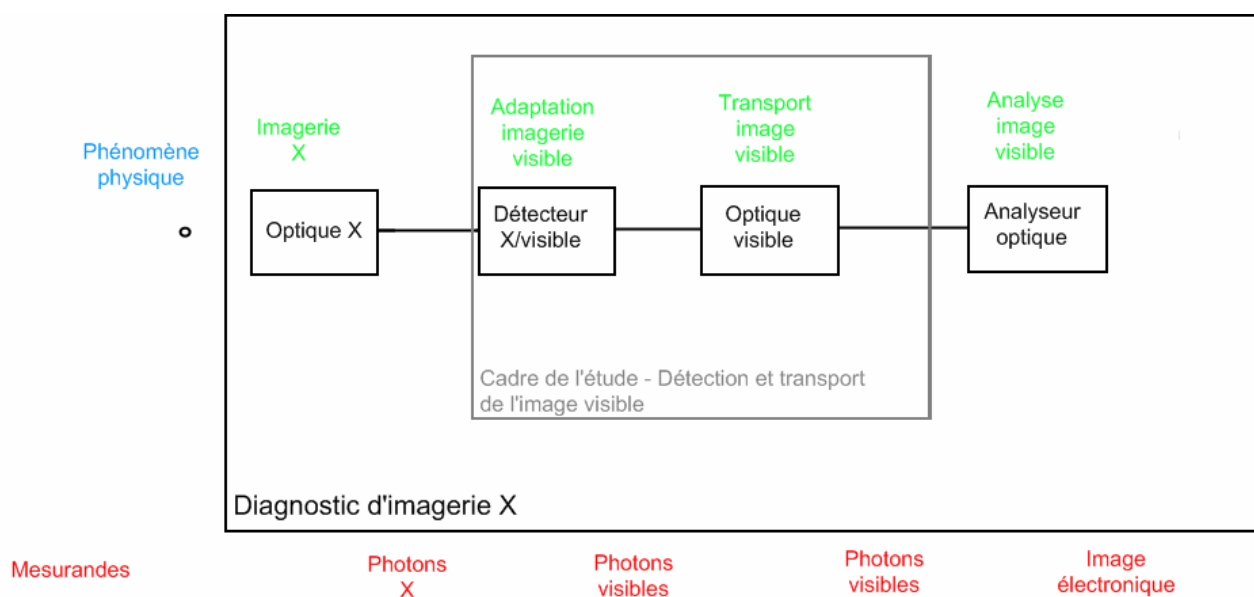 Imagerie
X
Adaptation
imagerie
visible
Transport
image
visible
Analyse
image
visible
Phénomène
physique
Optique X
Détecteur
X/visible
Optique
visible
Analyseur
optique
Cadre de l'étude - Détection et transport
de l'image visible
Diagnostic d'imagerie X
Mesurandes
Photons
X
Photons
visibles
Photons
visibles
Image
électronique